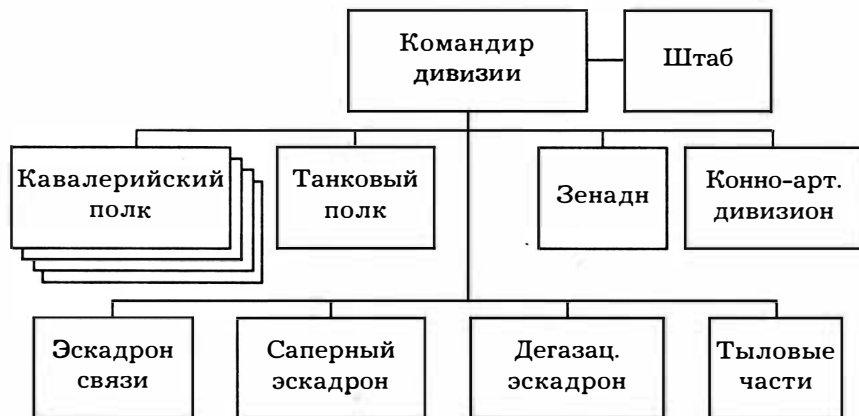 Командир
дивизии
Штаб
Кавалерийский
полк
Танковый
полк
Зенадн
Конно-арт.
дивизион
Эскадрон
связи
Саперный
эскадрон
Дегазац.
эскадрон
Тыловые
части